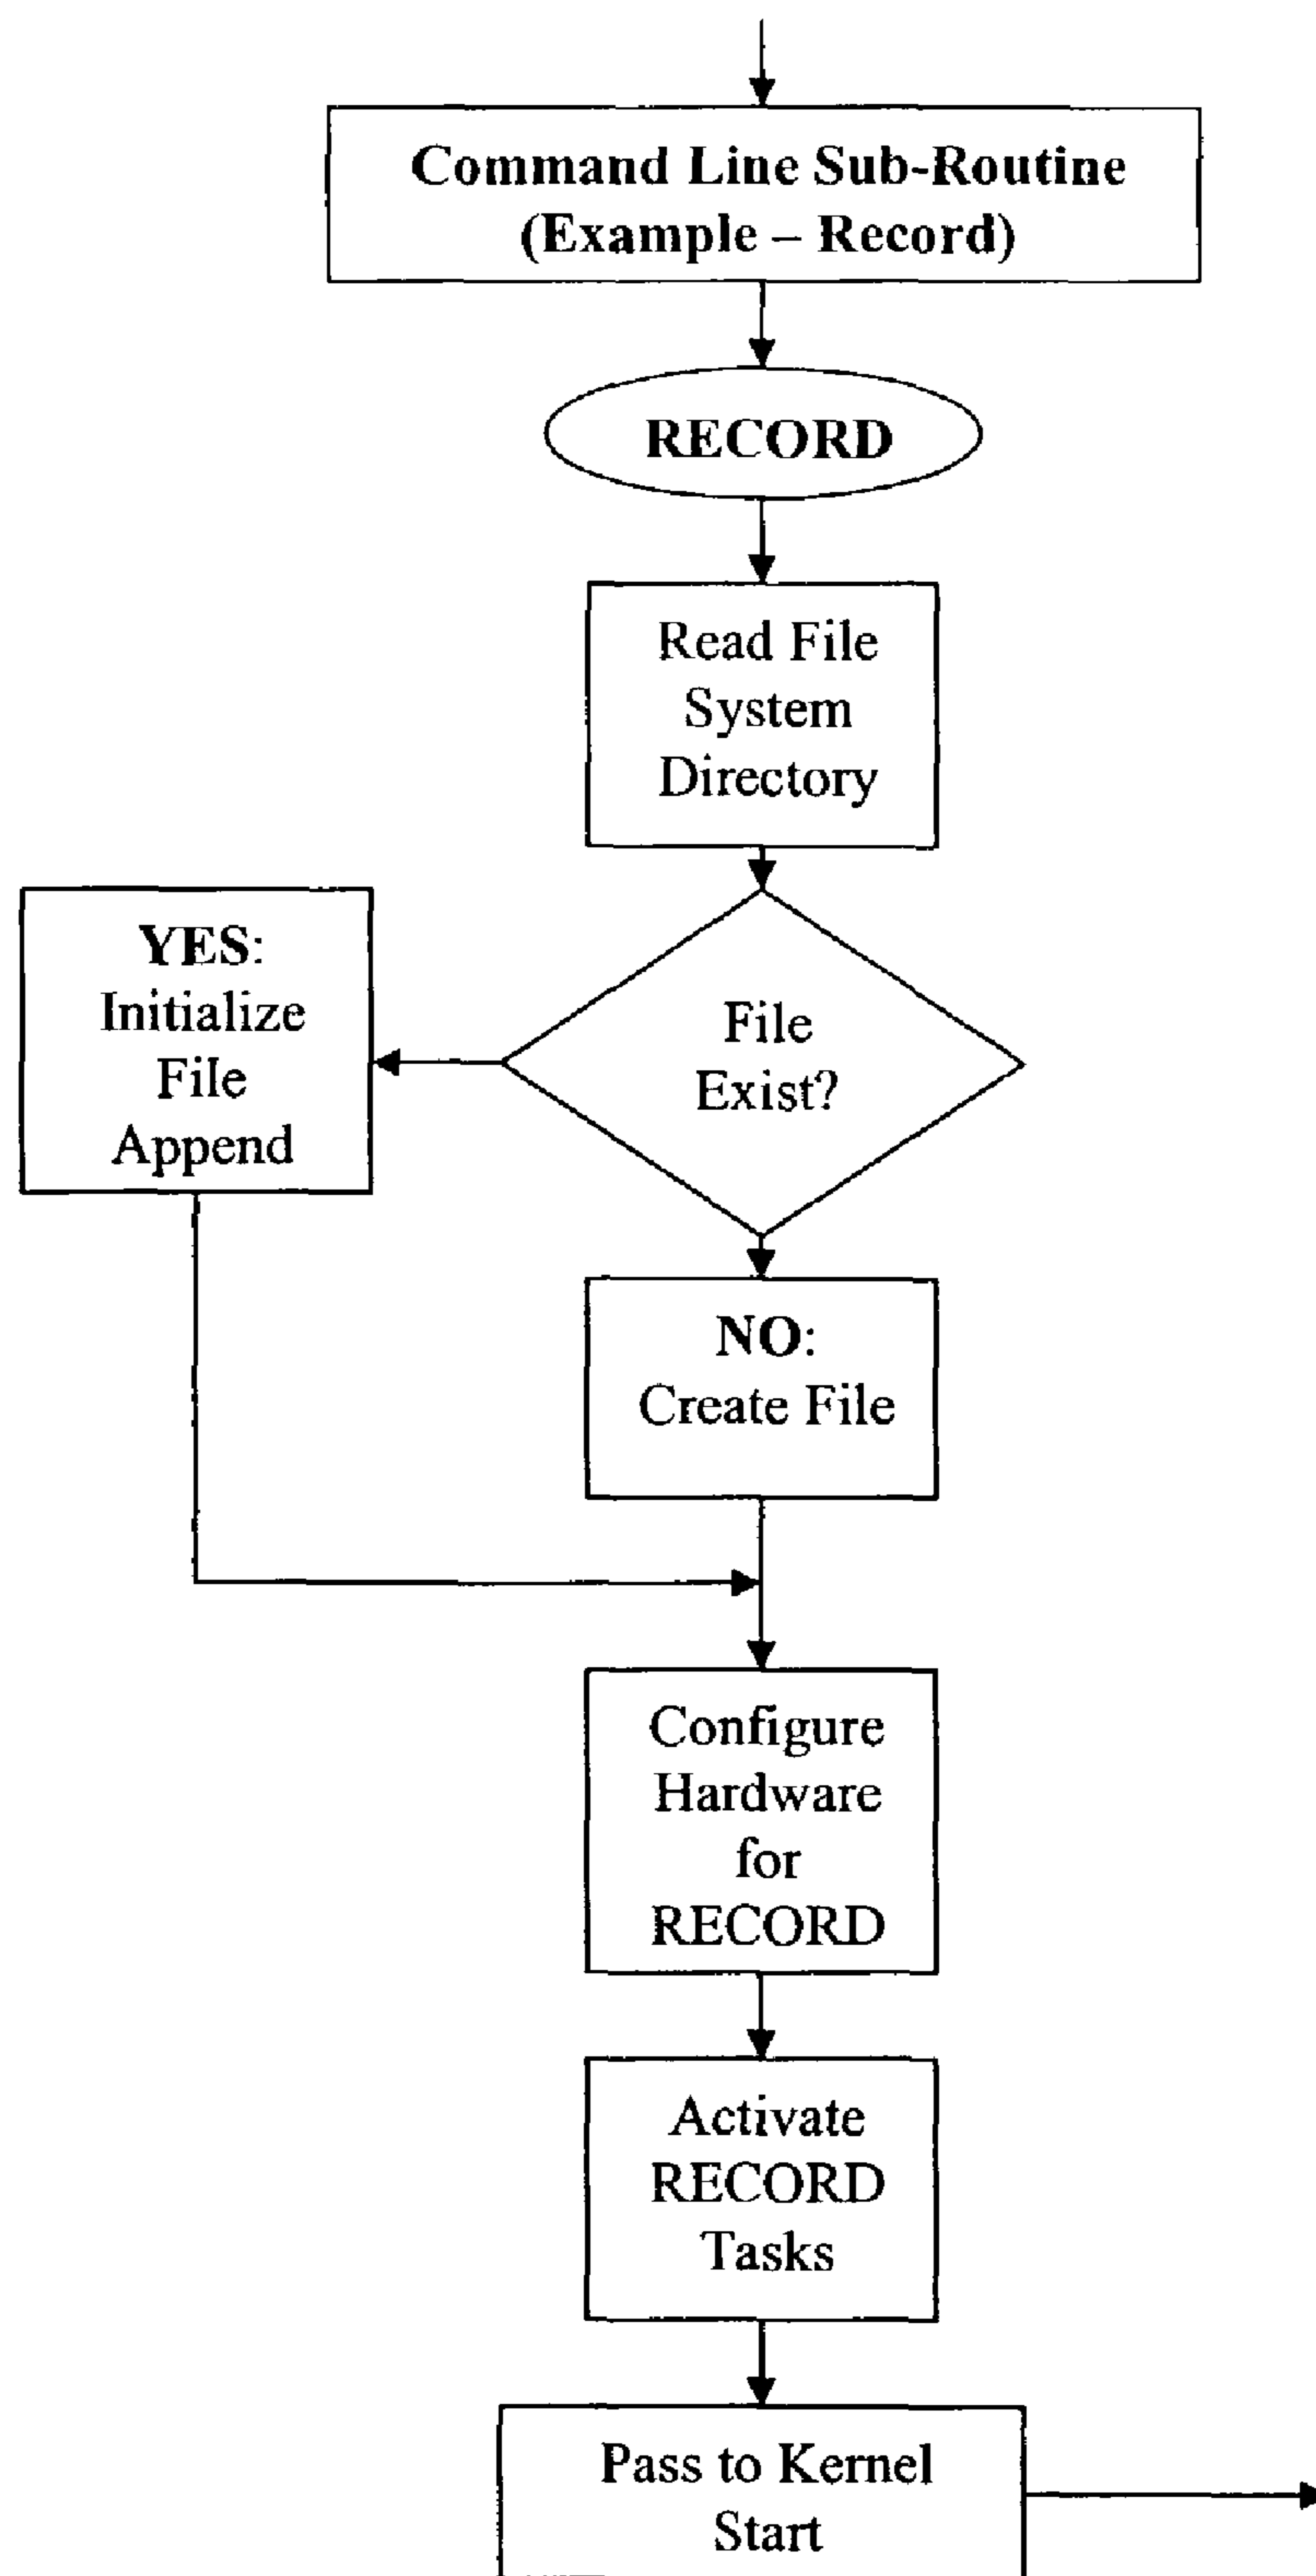 Command Line Sub-Routine
(Example – Record)
RECORD
Read File
System
Directory
YES:
Initialize
File
Append
File
Exist?
NO:
Create File
Configure
Hardware
for
RECORD
Activate
RECORD
Tasks
Pass to Kernel
Start